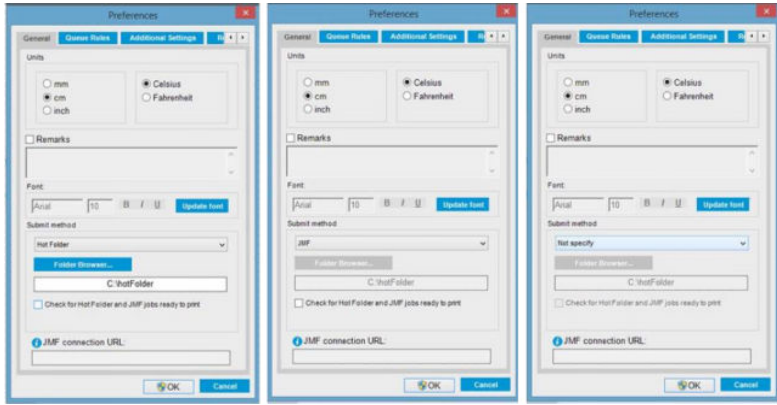 Preferences
General Queue Rules Additional Settings
Units
mm
cm
inch
Celsius
Fahrenheit
Remarks
Font:
Arial 10 B I U Update font
Submit method
Hot Folder
Folder Browser...
C:\hotFolder
Check for Hot Folder and JMF jobs ready to print
JMF connection URL:
OK Cancel
Preferences
General Queue Rules Additional Settings
Units
mm
cm
inch
Celsius
Fahrenheit
Remarks
Font:
Arial 10 B I U Update font
Submit method
JMF
Folder Browser...
C:\hotFolder
Check for Hot Folder and JMF jobs ready to print
JMF connection URL:
OK Cancel
Preferences
General Queue Rules Additional Settings
Units
mm
cm
inch
Celsius
Fahrenheit
Remarks
Font:
Arial 10 B I U Update font
Submit method
Not specify
Folder Browser...
C:\hotFolder
Check for Hot Folder and JMF jobs ready to print
JMF connection URL:
OK Cancel